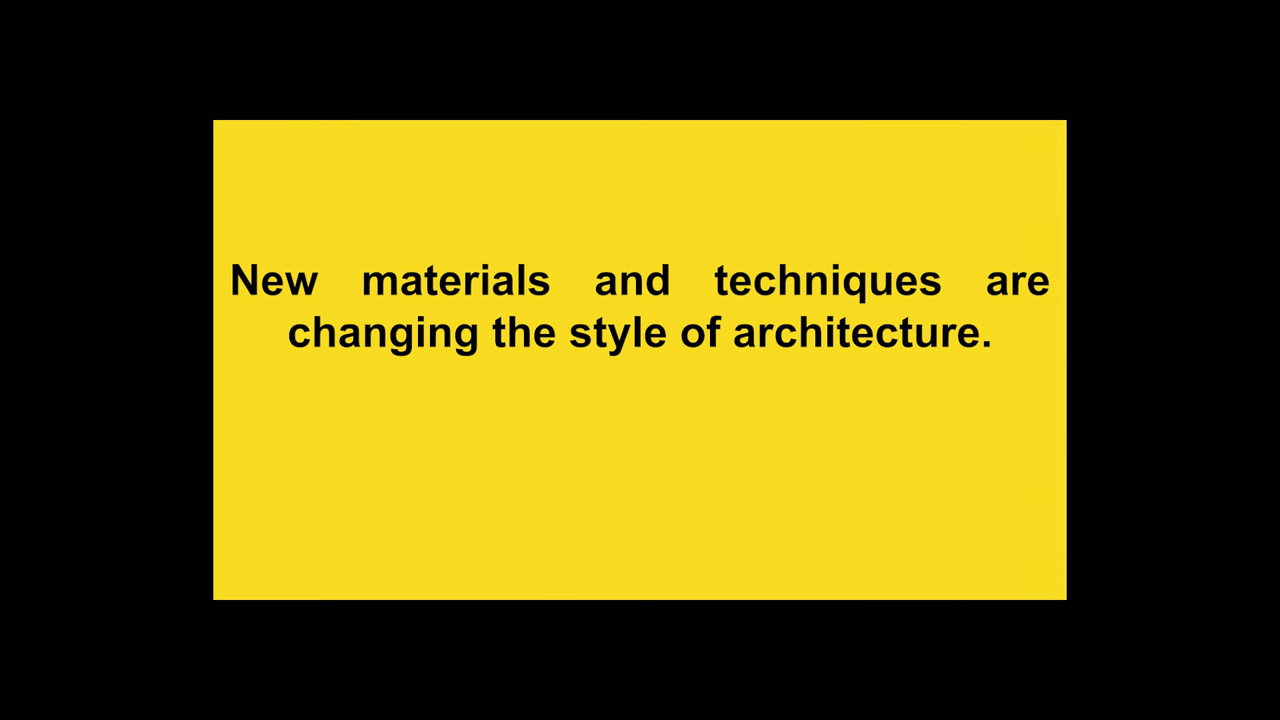 New materials and techniques are
changing the style of architecture.